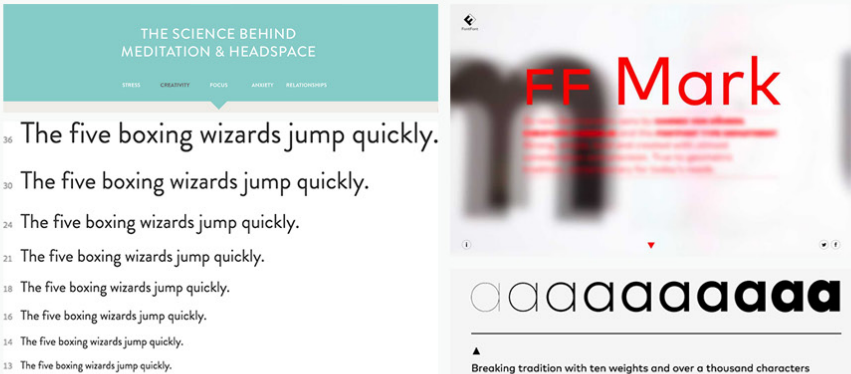 THE SCIENCE BEHIND
MEDITATION & HEADSPACE
STRESS CREATIVITY FOCUS ANXIETY RELATIONSHIPS
36 The five boxing wizards jump quickly.
30 The five boxing wizards jump quickly.
24 The five boxing wizards jump quickly.
21 The five boxing wizards jump quickly.
18 The five boxing wizards jump quickly.
16 The five boxing wizards jump quickly.
14 The five boxing wizards jump quickly.
13 The five boxing wizards jump quickly.
FontFont
m
FF Mark
i
f
a a a a a a a a a a
Breaking tradition with ten weights and over a thousand characters